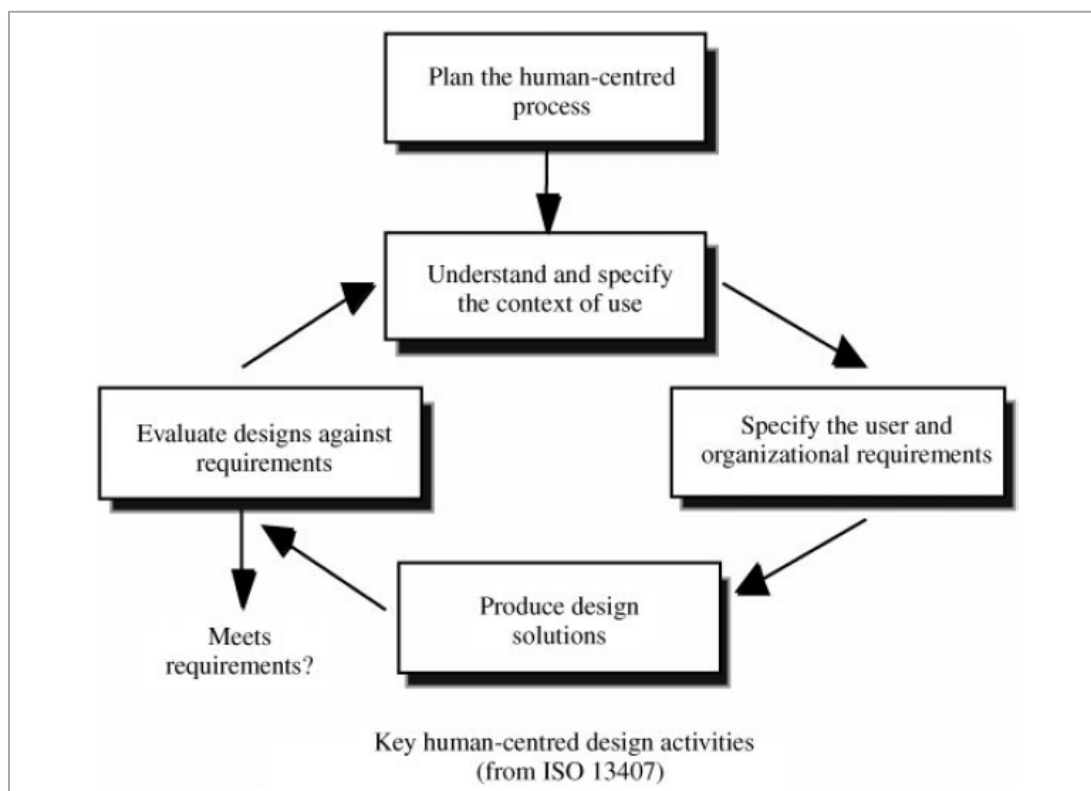 Plan the human-centred
process
Understand and specify
the context of use
Specify the user and
organizational requirements
Produce design
solutions
Evaluate designs against
requirements
Meets
requirements?
Key human-centred design activities
(from ISO 13407)